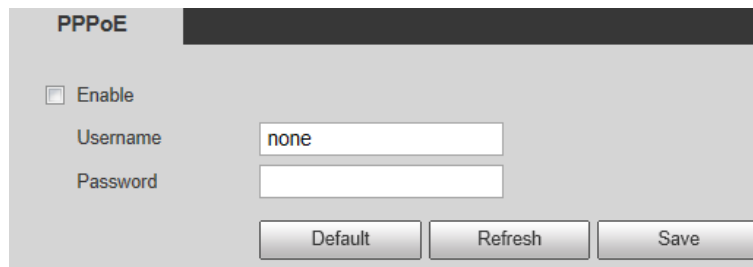 PPPoE
Enable
Username none
Password
Default Refresh Save